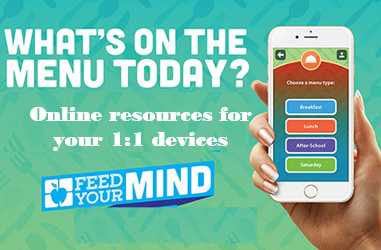 WHAT'S ON THE
MENU TODAY?
Online resources for
your 1:1 devices
FEED
YOUR
MIND
Choose a menu type:
Breakfast
Lunch
After-School
Saturday